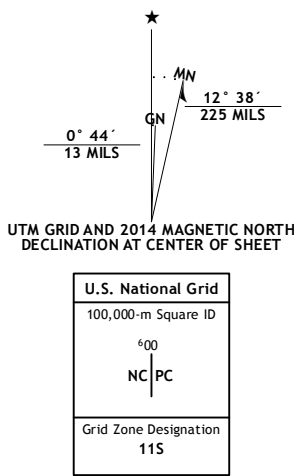 MN
GN
12° 38´
225 MILS
0° 44´
13 MILS
UTM GRID AND 2014 MAGNETIC NORTH
DECLINATION AT CENTER OF SHEET
U.S. National Grid
100,000-m Square ID
⁶00
NC PC
Grid Zone Designation
11S